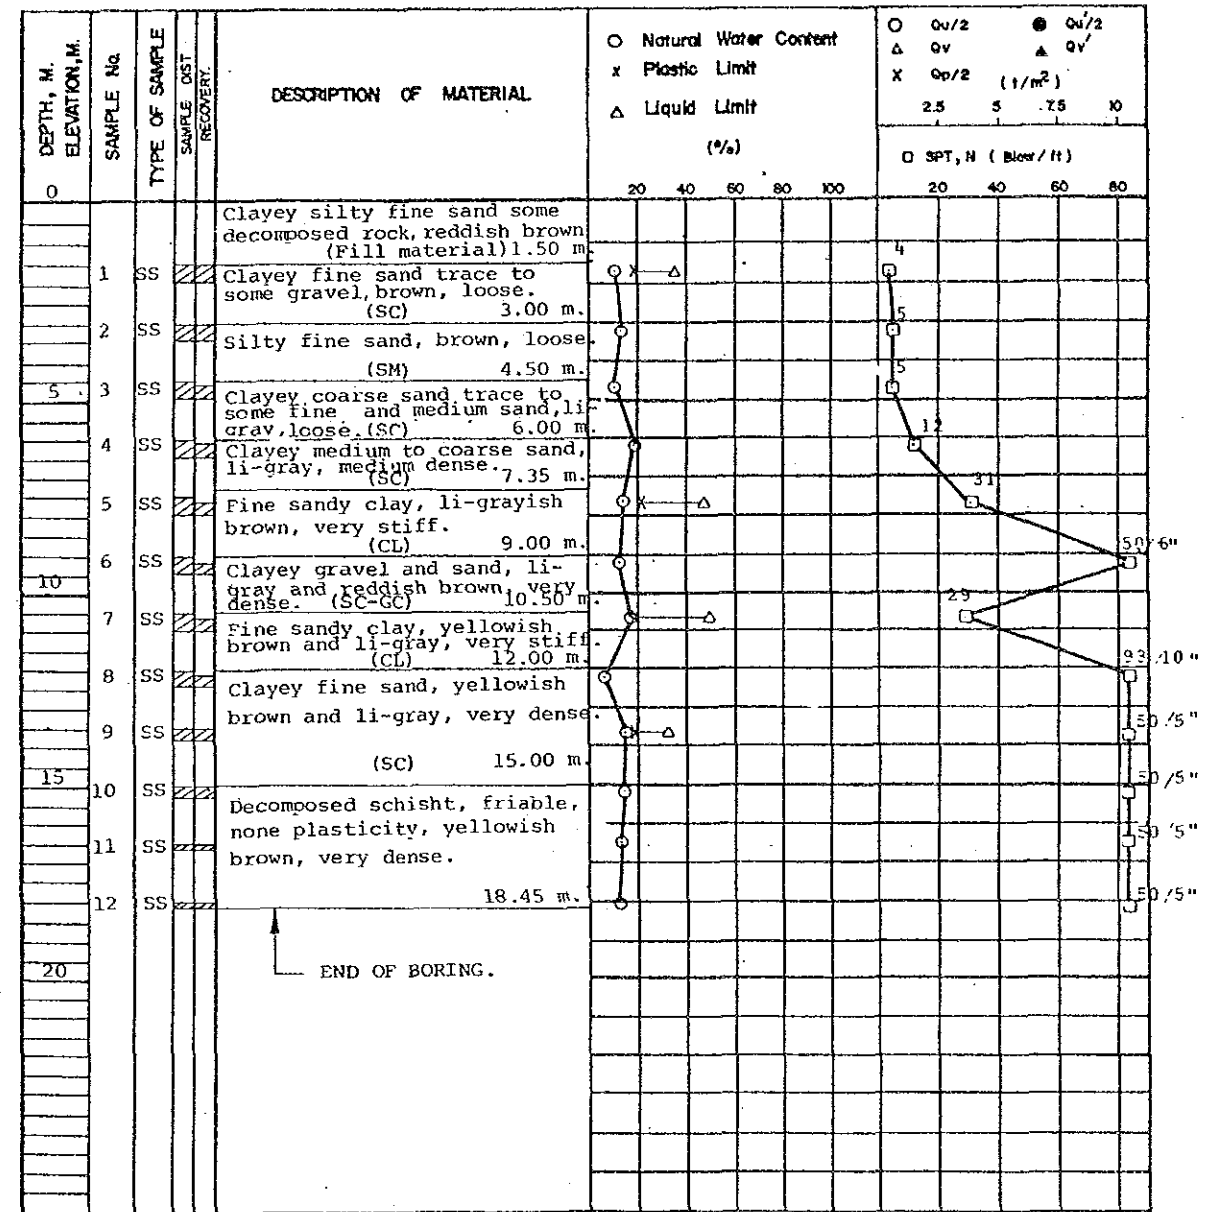 DEPTH, M.
ELEVATION, M.
SAMPLE No.
TYPE OF SAMPLE
SAMPLE DIST
RECOVERY.
DESCRIPTION OF MATERIAL
O Natural Water Content
x Plastic Limit
△ Liquid Limit
(%)
20 40 60 80 100
O Qu/2 ● Qu'/2
△ Qv ▲ Qv'
X Qp/2 (t/m²)
2.5 5 7.5 10
□ SPT, N (Blow/ft)
20 40 60 80
0
Clayey silty fine sand some
decomposed rock, reddish brown
(Fill material) 1.50 m.
4
1 SS
Clayey fine sand trace to
some gravel, brown, loose.
(SC) 3.00 m.
2 SS
5
Silty fine sand, brown, loose.
(SM) 4.50 m.
5 3 SS
5
Clayey coarse sand trace to
some fine and medium sand, li-
gray, loose. (SC) 6.00 m
4 SS
12
Clayey medium to coarse sand,
li-gray, medium dense.
(SC) 7.35 m.
31
5 SS
Fine sandy clay, li-grayish
brown, very stiff.
(CL) 9.00 m.
6 SS
50/6"
10
Clayey gravel and sand, li-
gray and reddish brown, very
dense. (SC-GC) 10.50 m
29
7 SS
Fine sandy clay, yellowish
brown and li-gray, very stiff
(CL) 12.00 m.
8 SS
93/10"
Clayey fine sand, yellowish
brown and li-gray, very dense.
9 SS
50/5"
(SC) 15.00 m.
15
10 SS
50/5"
Decomposed schisht, friable,
none plasticity, yellowish
brown, very dense.
11 SS
50/5"
18.45 m.
12 SS
50/5"
20
END OF BORING.